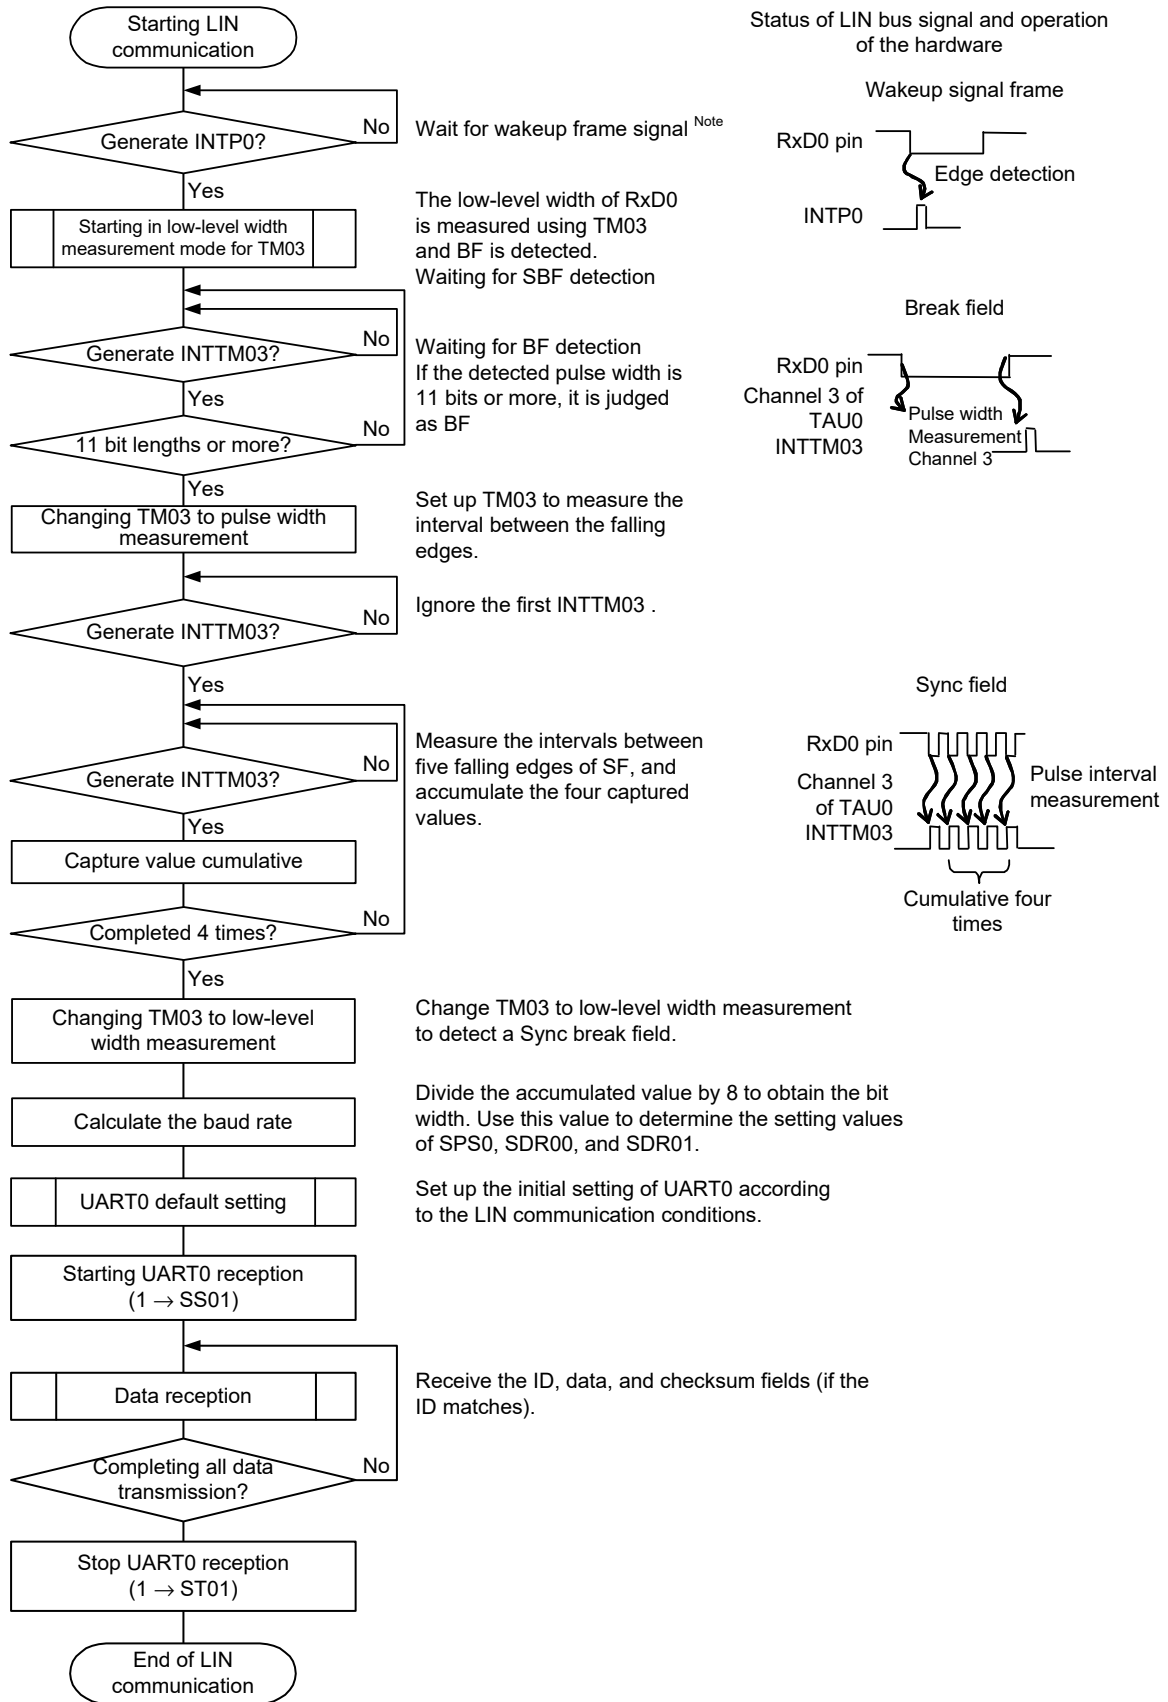 Starting LIN
communication
Status of LIN bus signal and operation
of the hardware
Wakeup signal frame
Generate INTP0?
No
Wait for wakeup frame signal Note
RxD0 pin
Edge detection
INTP0
Yes
Starting in low-level width
measurement mode for TM03
The low-level width of RxD0
is measured using TM03
and BF is detected.
Waiting for SBF detection
Break field
Generate INTTM03?
No
Waiting for BF detection
If the detected pulse width is
11 bits or more, it is judged
as BF
RxD0 pin
Channel 3 of
TAU0
INTTM03
Pulse width
Measurement
Channel 3
Yes
11 bit lengths or more?
No
Yes
Changing TM03 to pulse width
measurement
Set up TM03 to measure the
interval between the falling
edges.
Generate INTTM03?
No
Ignore the first INTTM03 .
Yes
Sync field
Generate INTTM03?
No
Measure the intervals between
five falling edges of SF, and
accumulate the four captured
values.
RxD0 pin
Channel 3
of TAU0
INTTM03
Pulse interval
measurement
Cumulative four
times
Yes
Capture value cumulative
Completed 4 times?
No
Yes
Changing TM03 to low-level
width measurement
Change TM03 to low-level width measurement
to detect a Sync break field.
Calculate the baud rate
Divide the accumulated value by 8 to obtain the bit
width. Use this value to determine the setting values
of SPS0, SDR00, and SDR01.
UART0 default setting
Set up the initial setting of UART0 according
to the LIN communication conditions.
Starting UART0 reception
(1 → SS01)
Data reception
Receive the ID, data, and checksum fields (if the
ID matches).
Completing all data
transmission?
No
Stop UART0 reception
(1 → ST01)
End of LIN
communication